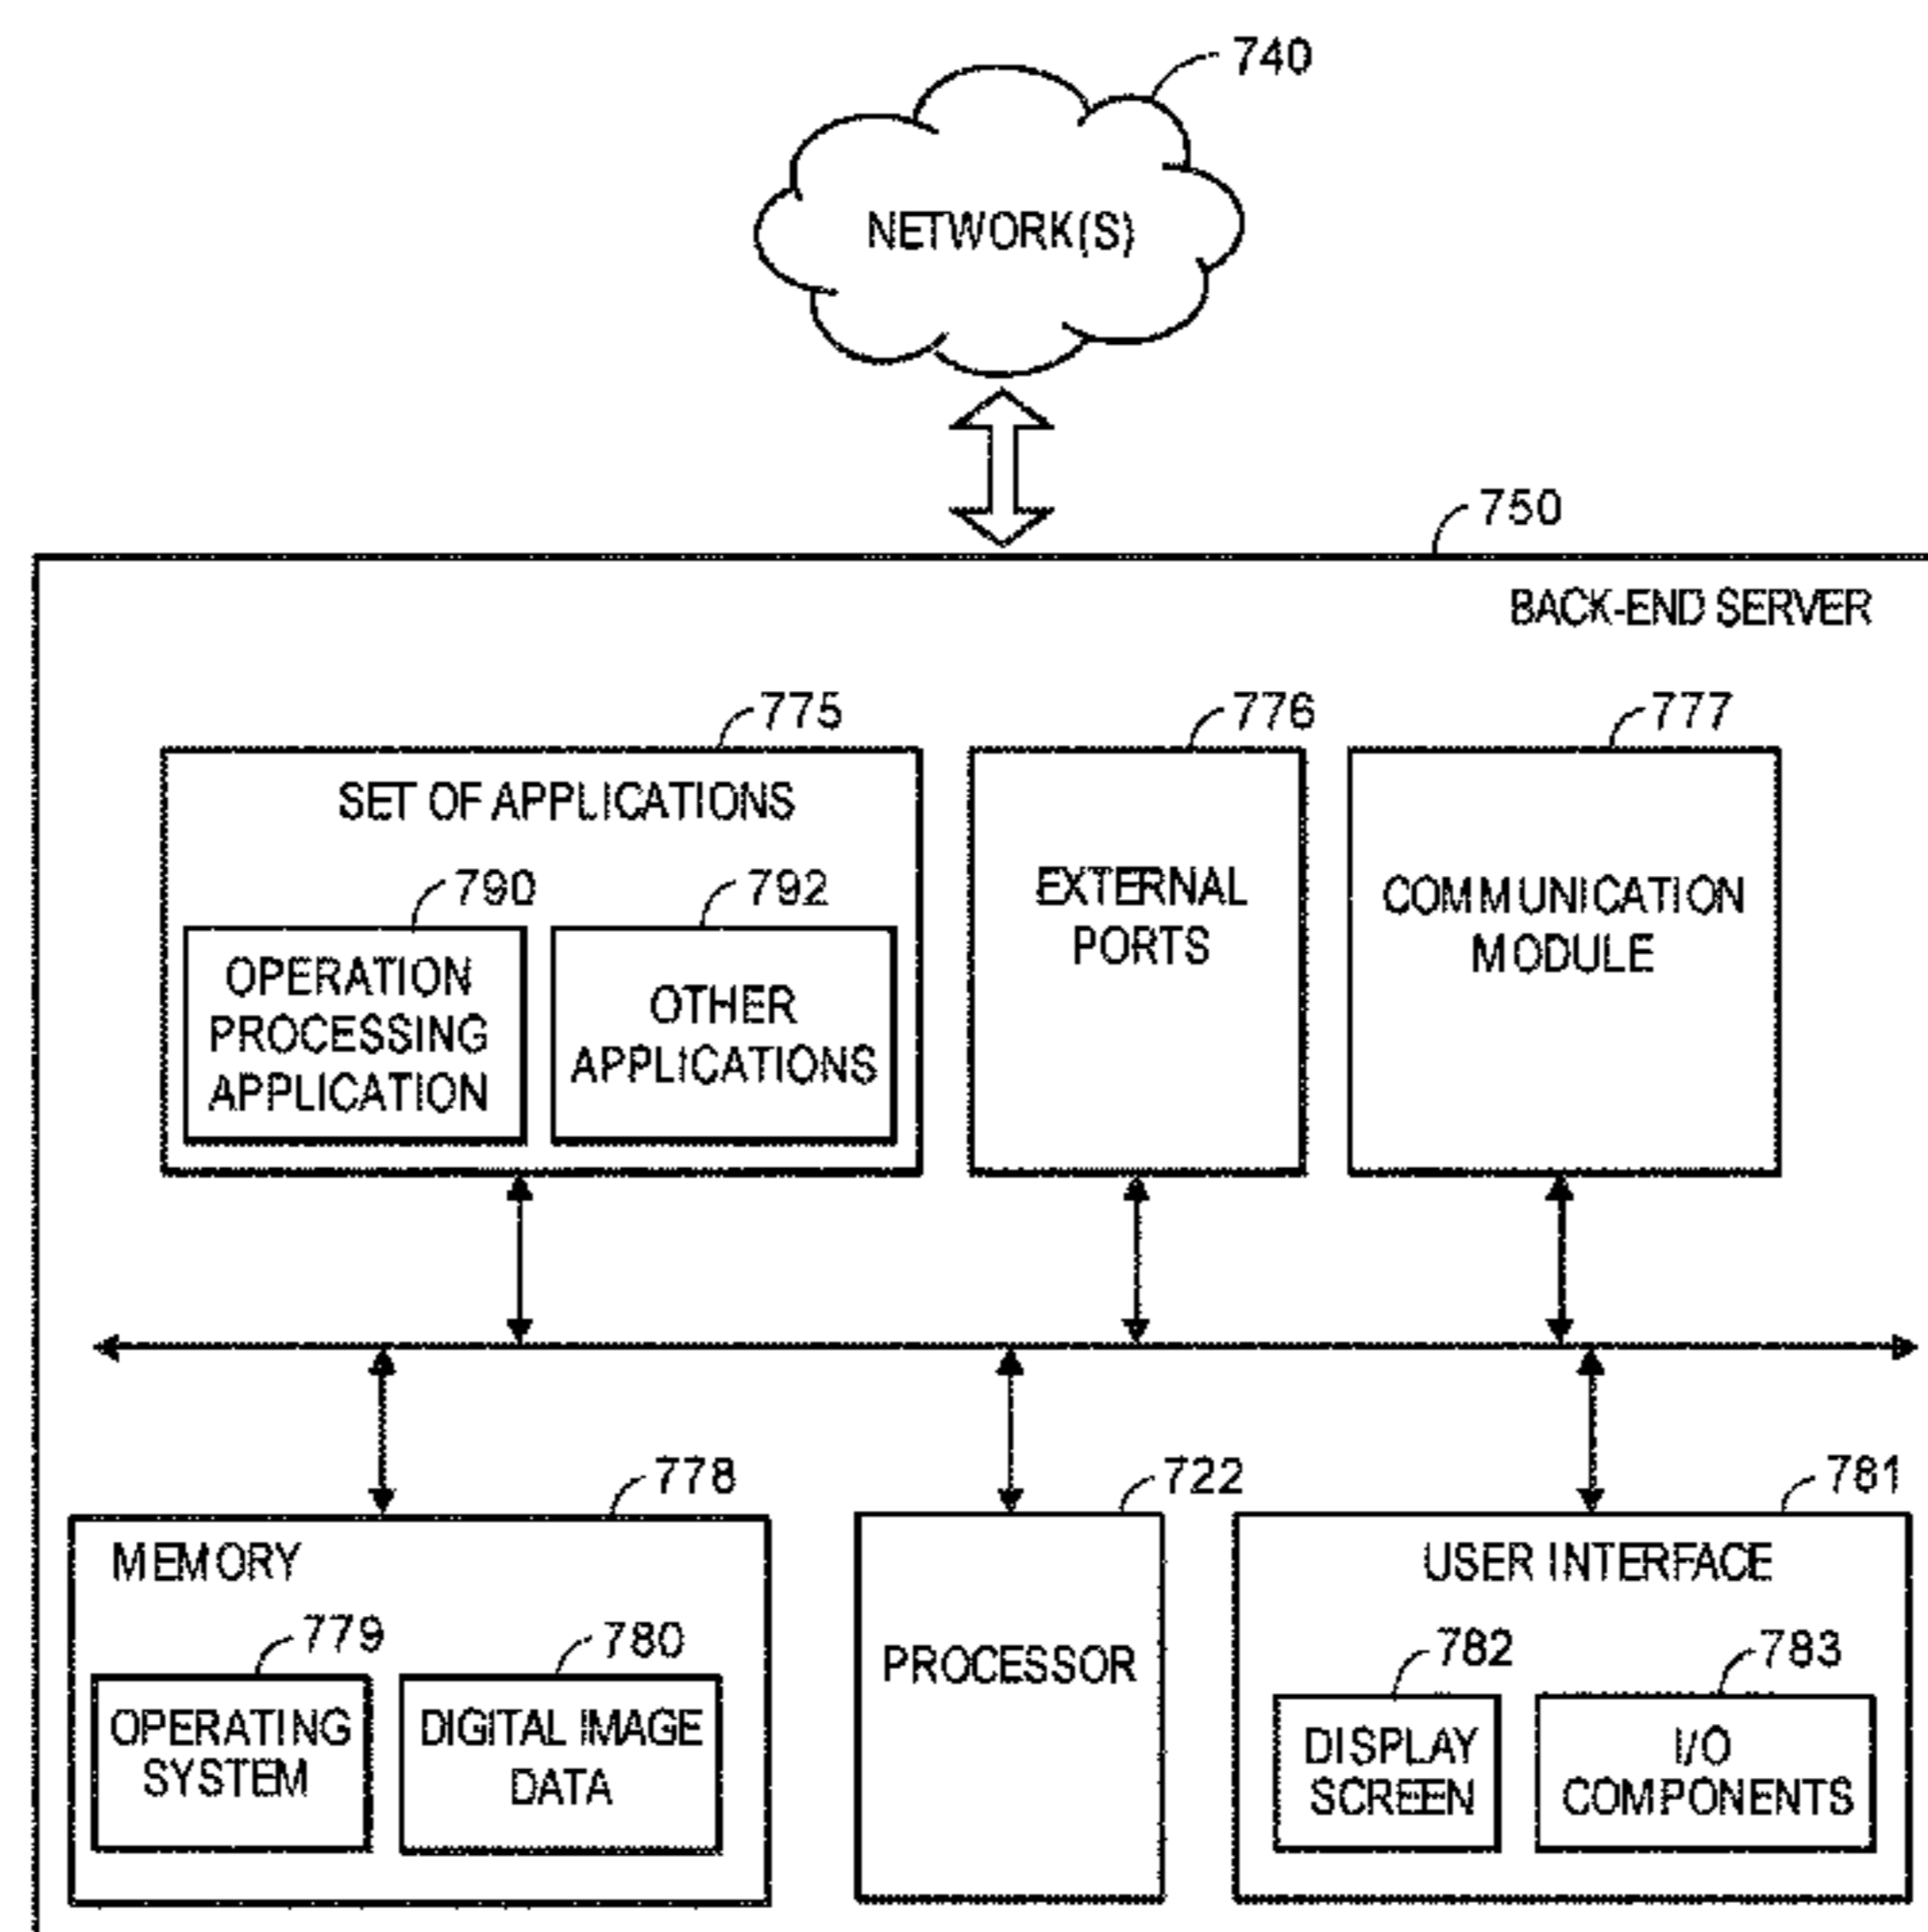 740
NETWORK(S)
750
BACK-END SERVER
775
776
777
SET OF APPLICATIONS
790
792
EXTERNAL
PORTS
COMMUNICATION
MODULE
OPERATION
PROCESSING
APPLICATION
OTHER
APPLICATIONS
778
722
781
MEMORY
USER INTERFACE
779
780
PROCESSOR
782
783
OPERATING
SYSTEM
DIGITAL IMAGE
DATA
DISPLAY
SCREEN
I/O
COMPONENTS